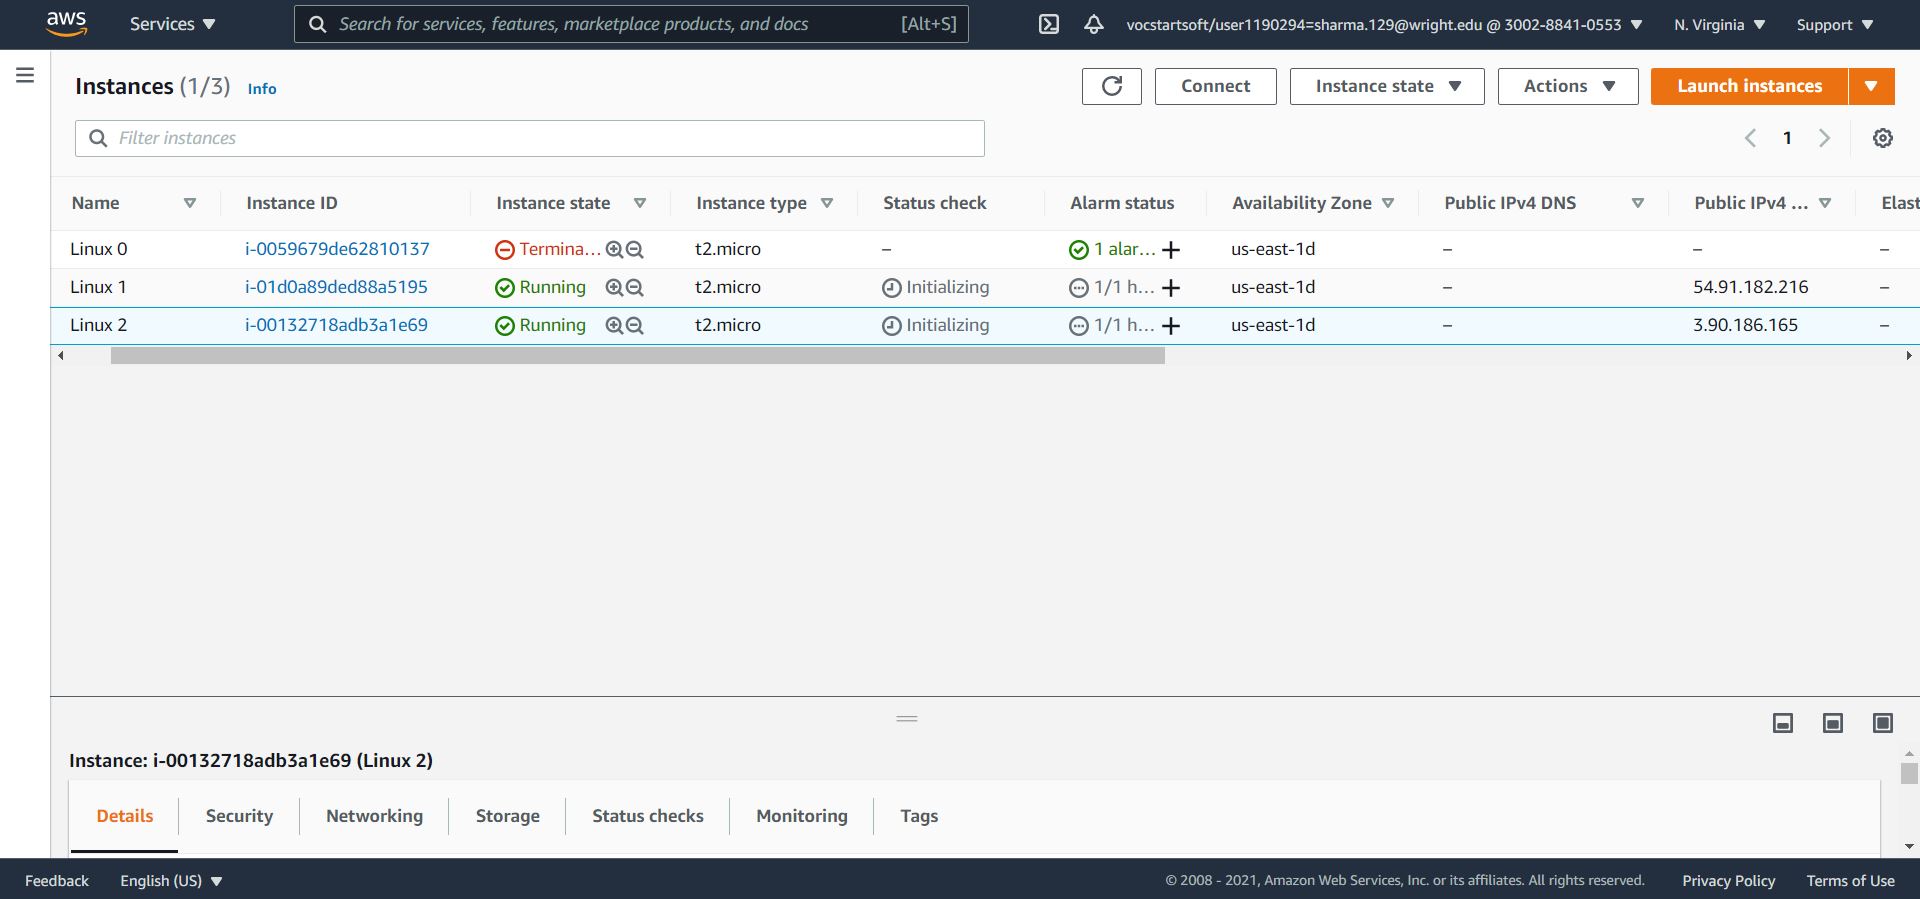 aws Services Search for services, features, marketplace products, and docs [Alt+S] vocstartsoft/user1190294=sharma.129@wright.edu @ 3002-8841-0553 N. Virginia Support
Instances (1/3) Info Connect Instance state Actions Launch instances
Filter instances 1
Name Instance ID Instance state Instance type Status check Alarm status Availability Zone Public IPv4 DNS Public IPv4 ... Elast
Linux 0 i-0059679de62810137 Termina... t2.micro – 1 alar... + us-east-1d – – –
Linux 1 i-01d0a89ded88a5195 Running t2.micro Initializing 1/1 h... + us-east-1d – 54.91.182.216 –
Linux 2 i-00132718adb3a1e69 Running t2.micro Initializing 1/1 h... + us-east-1d – 3.90.186.165 –
Instance: i-00132718adb3a1e69 (Linux 2)
Details Security Networking Storage Status checks Monitoring Tags
Feedback English (US) © 2008 - 2021, Amazon Web Services, Inc. or its affiliates. All rights reserved. Privacy Policy Terms of Use